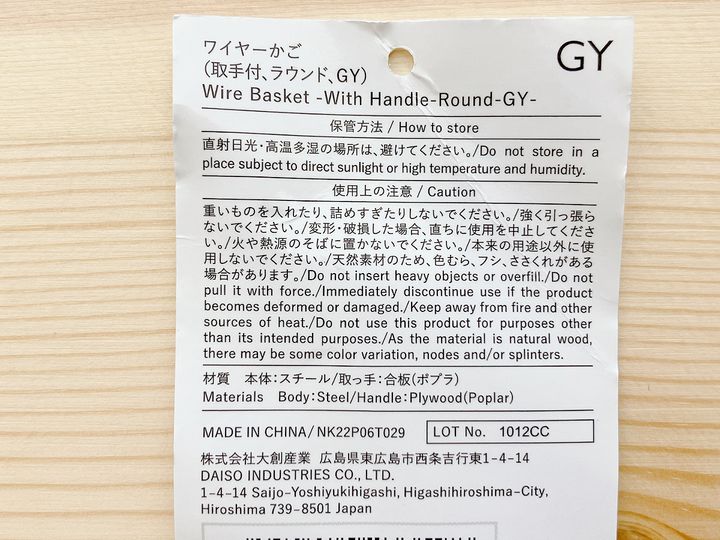 ワイヤーかご
GY
(取手付、ラウンド、GY)
Wire Basket -With Handle-Round-GY-
保管方法 / How to store
直射日光・高温多湿の場所は、避けてください。/Do not store in a
place subject to direct sunlight or high temperature and humidity.
使用上の注意 / Caution
重いものを入れたり、詰めすぎたりしないでください。/強く引っ張ら
ないでください。/変形・破損した場合、直ちに使用を中止してくださ
い。/火や熱源のそばに置かないでください。/本来の用途以外に使
用しないでください。/天然素材のため、色むら、フシ、ささくれがある
場合があります。/Do not insert heavy objects or overfill./Do not
pull it with force./Immediately discontinue use if the product
becomes deformed or damaged./Keep away from fire and other
sources of heat./Do not use this product for purposes other
than its intended purposes./As the material is natural wood,
there may be some color variation, nodes and/or splinters.
材質 本体:スチール/取っ手:合板(ポプラ)
Materials Body:Steel/Handle:Plywood(Poplar)
MADE IN CHINA/NK22P06T029 LOT No. 1012CC
株式会社大創産業 広島県東広島市西条吉行東1-4-14
DAISO INDUSTRIES CO., LTD.
1-4-14 Saijo-Yoshiyukihigashi, Higashihiroshima-City,
Hiroshima 739-8501 Japan